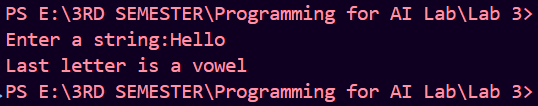 PS E:\3RD SEMESTER\Programming for AI Lab\Lab 3>
Enter a string:Hello
Last letter is a vowel
PS E:\3RD SEMESTER\Programming for AI Lab\Lab 3>